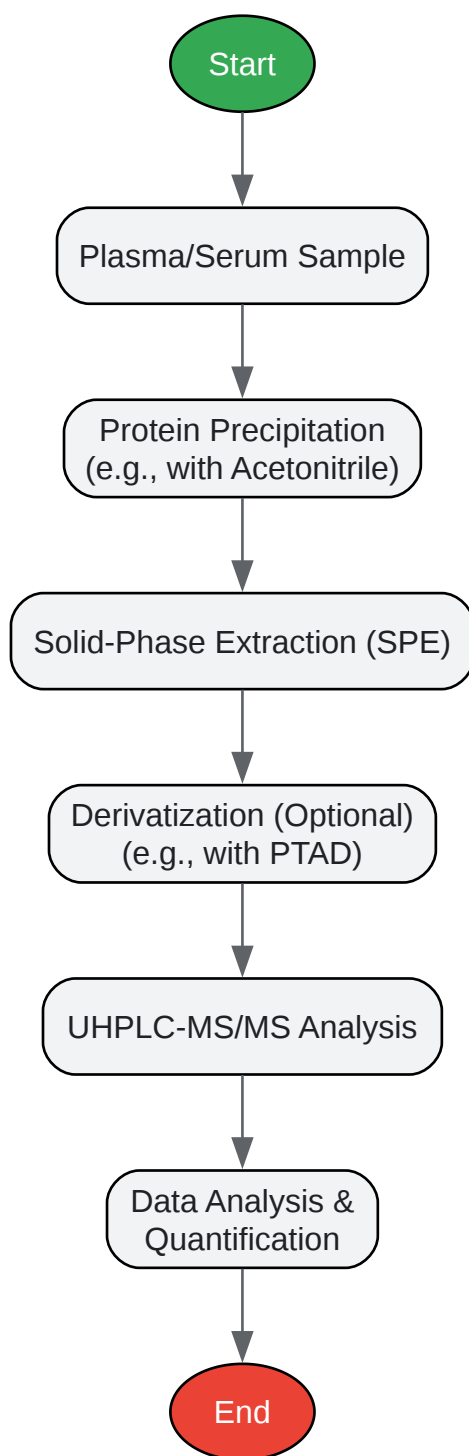 Start
Plasma/Serum Sample
Protein Precipitation
(e.g., with Acetonitrile)
Solid-Phase Extraction (SPE)
Derivatization (Optional)
(e.g., with PTAD)
UHPLC-MS/MS Analysis
Data Analysis &
Quantification
End